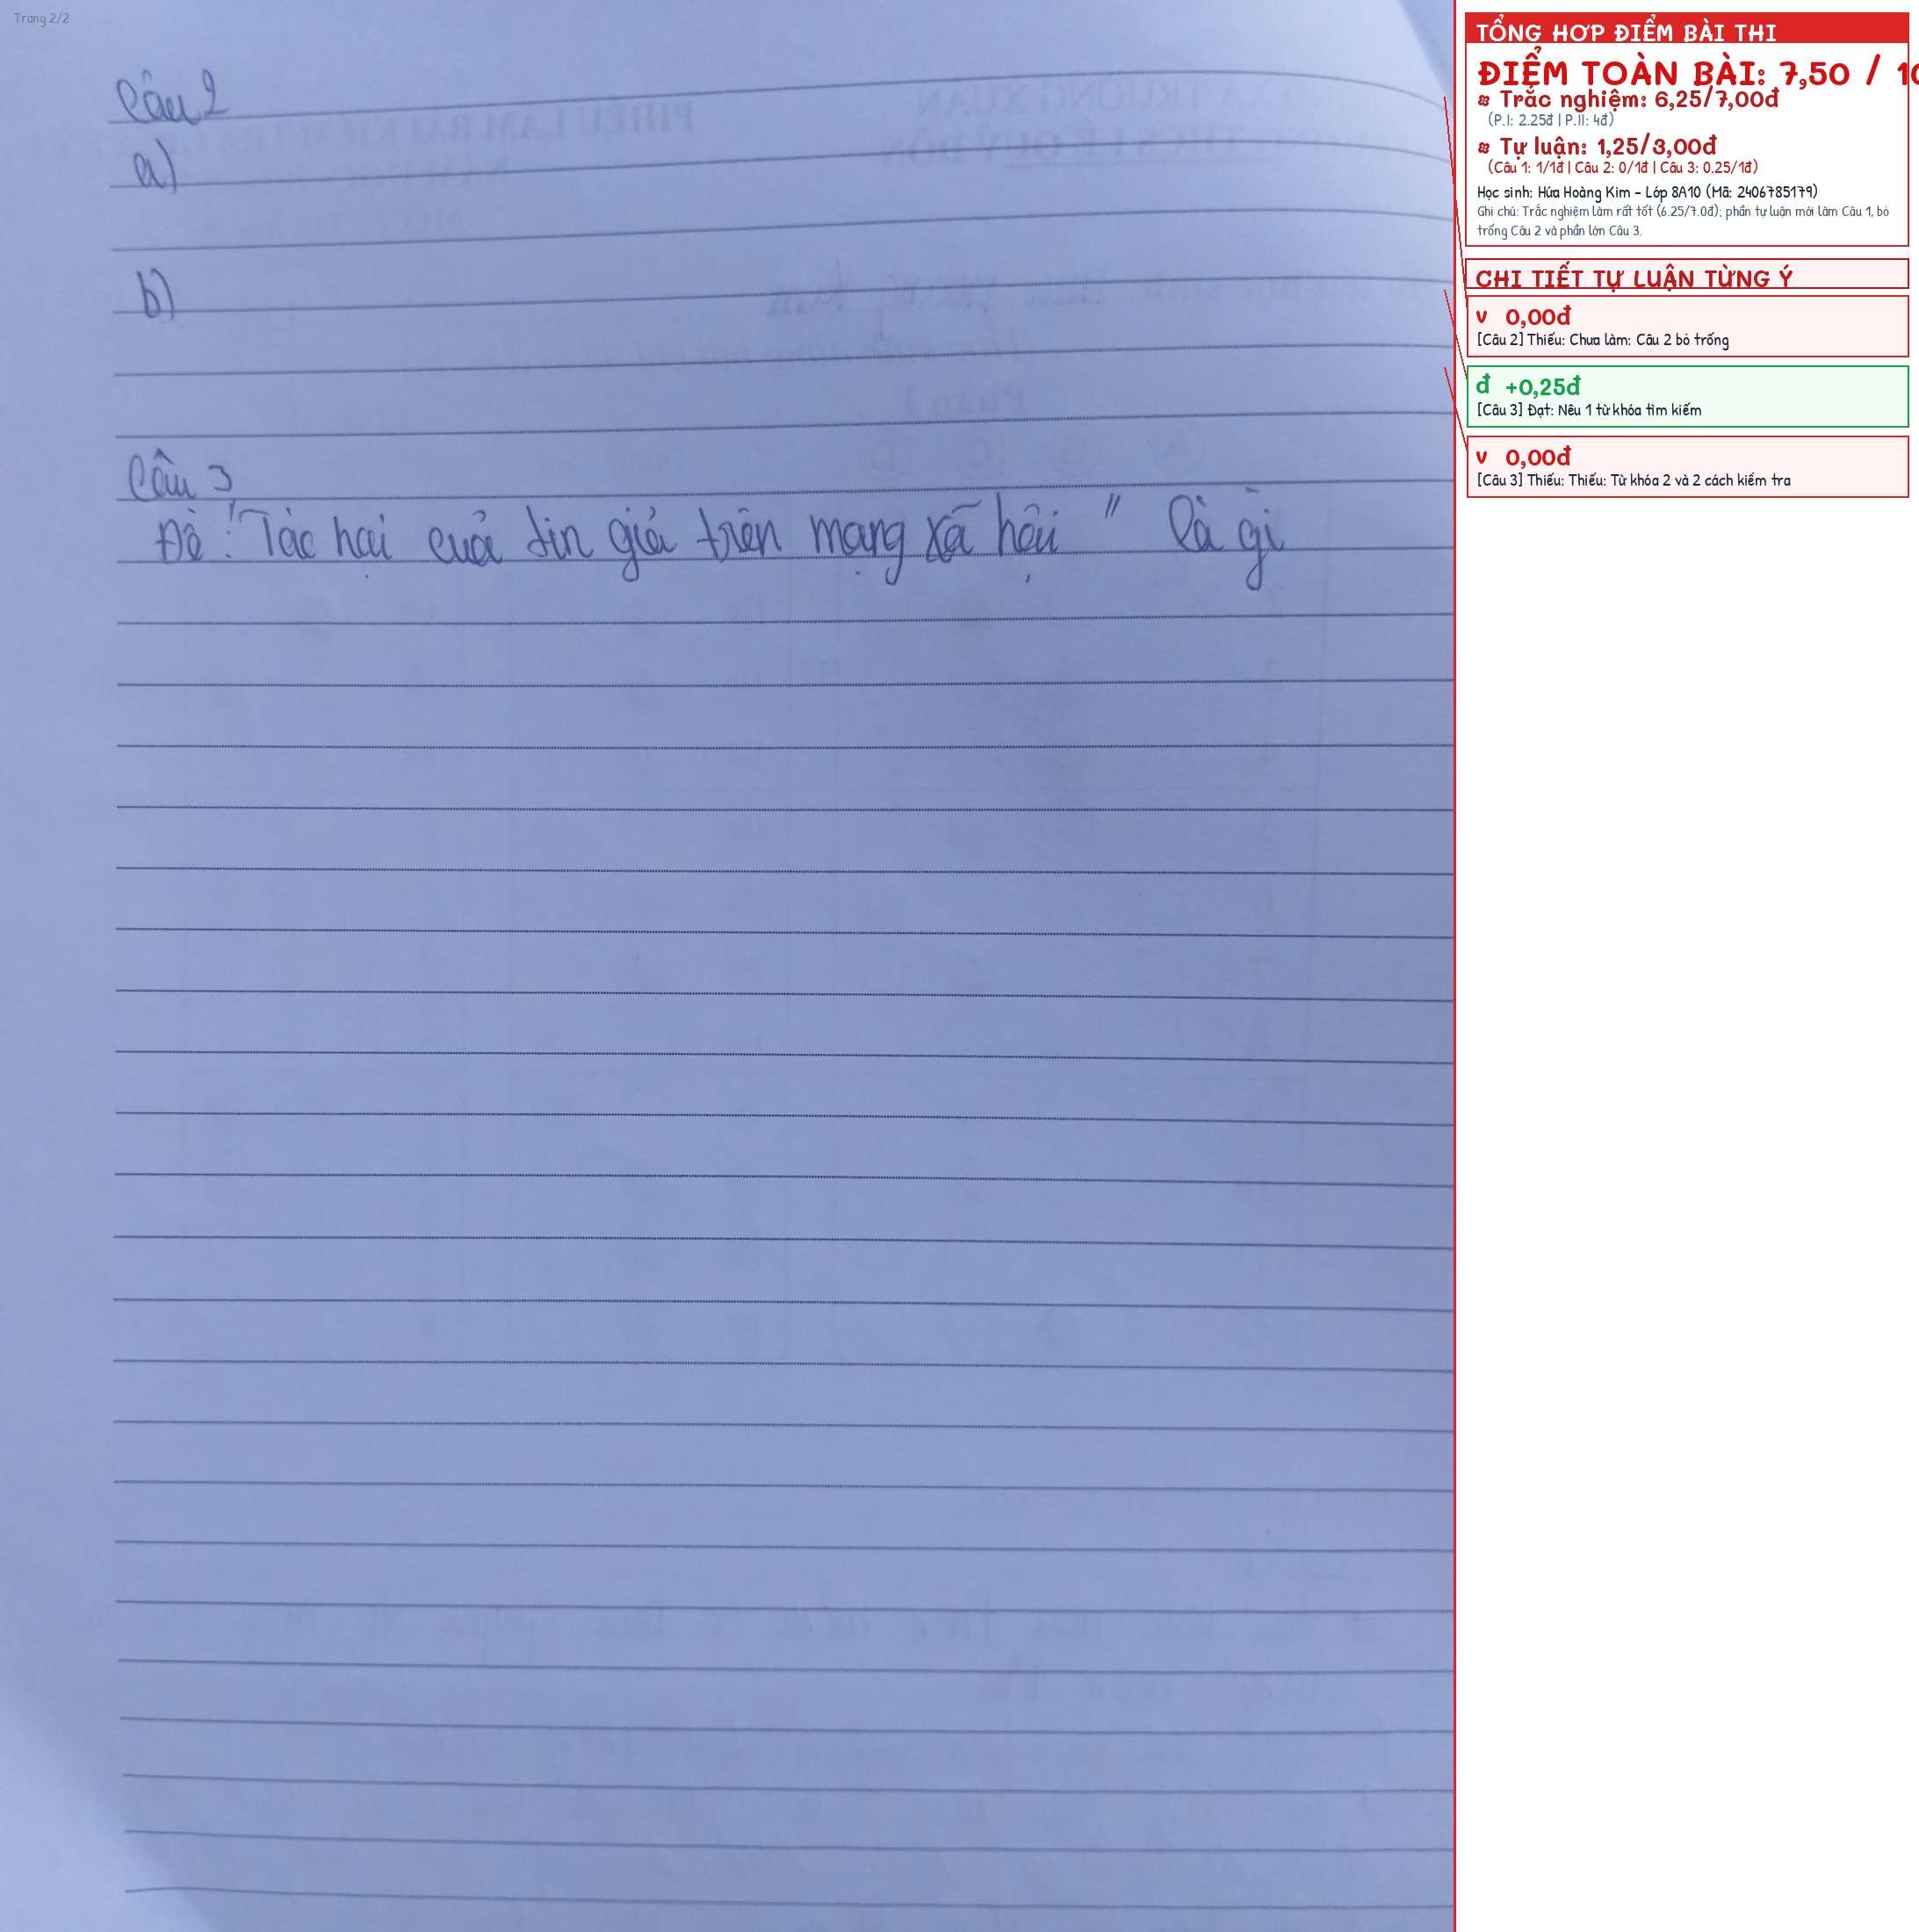 Trang 2/2
Câu 2
a)
b)
Câu 3
Đề: "Tác hại cuả tin giả trên mạng xã hội" là gì
TỔNG HỢP ĐIỂM BÀI THI
ĐIỂM TOÀN BÀI: 7,50 / 10
Trắc nghiệm: 6,25/7,00đ
(P.I: 2.25đ | P.II: 4đ)
Tự luận: 1,25/3,00đ
(Câu 1: 1/1đ | Câu 2: 0/1đ | Câu 3: 0.25/1đ)
Học sinh: Hứa Hoàng Kim - Lớp 8A10 (Mã: 2406785179)
Ghi chú: Trắc nghiệm làm rất tốt (6.25/7.0đ); phần tự luận mới làm Câu 1, bỏ
trống Câu 2 và phần lớn Câu 3.
CHI TIẾT TỰ LUẬN TỪNG Ý
v 0,00đ
[Câu 2] Thiếu: Chưa làm: Câu 2 bỏ trống
đ +0,25đ
[Câu 3] Đạt: Nêu 1 từ khóa tìm kiếm
v 0,00đ
[Câu 3] Thiếu: Thiếu: Từ khóa 2 và 2 cách kiểm tra